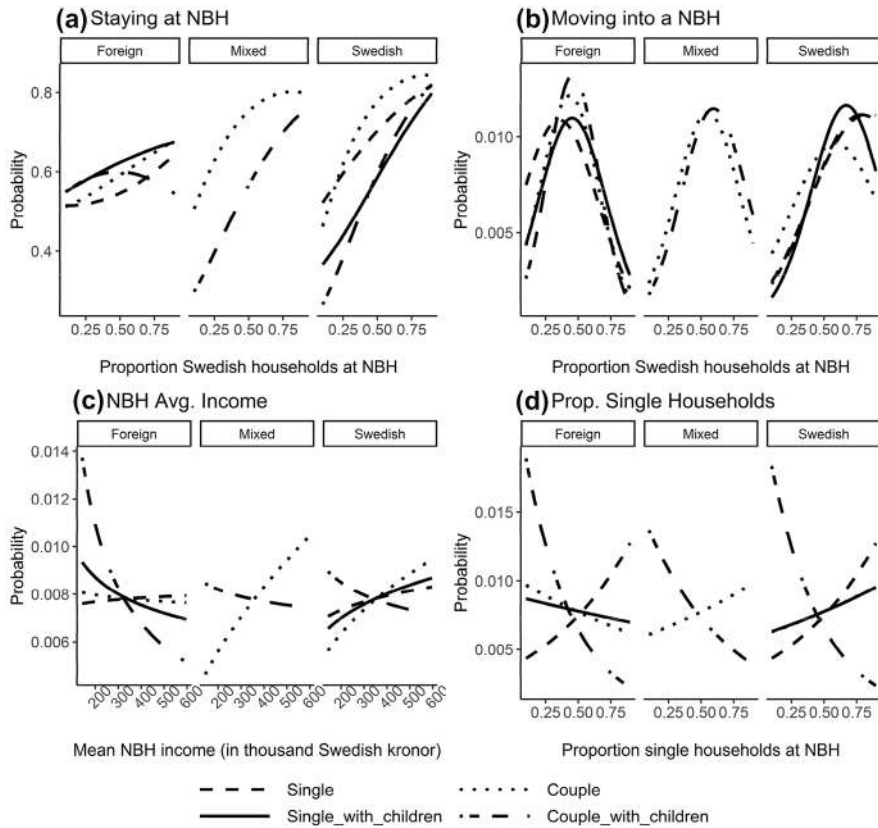 (a) Staying at NBH
(b) Moving into a NBH
Foreign Mixed Swedish
Foreign Mixed Swedish
Probability
0.8
0.6
0.4
Probability
0.010
0.005
0.25 0.50 0.75 0.25 0.50 0.75 0.25 0.50 0.75
0.25 0.50 0.75 0.25 0.50 0.75 0.25 0.50 0.75
Proportion Swedish households at NBH
Proportion Swedish households at NBH
(c) NBH Avg. Income
(d) Prop. Single Households
Foreign Mixed Swedish
Foreign Mixed Swedish
Probability
0.014
0.012
0.010
0.008
0.006
Probability
0.015
0.010
0.005
200 300 400 500 600 200 300 400 500 600 200 300 400 500 600
0.25 0.50 0.75 0.25 0.50 0.75 0.25 0.50 0.75
Mean NBH income (in thousand Swedish kronor)
Proportion single households at NBH
Single
Couple
Single_with_children
Couple_with_children